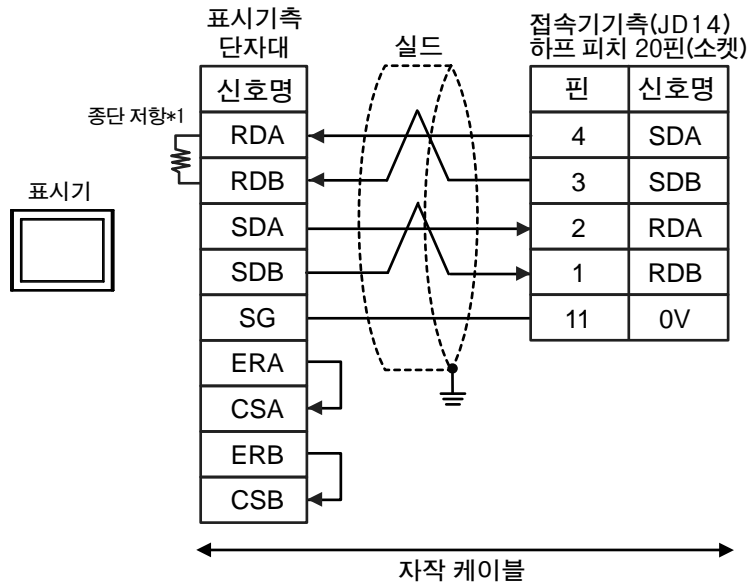 표시기측
단자대
실드
접속기기측(JD14)
하프 피치 20핀(소켓)
신호명
핀
신호명
종단 저항*1
RDA
4
SDA
RDB
3
SDB
표시기
SDA
2
RDA
SDB
1
RDB
SG
11
0V
ERA
CSA
ERB
CSB
자작 케이블